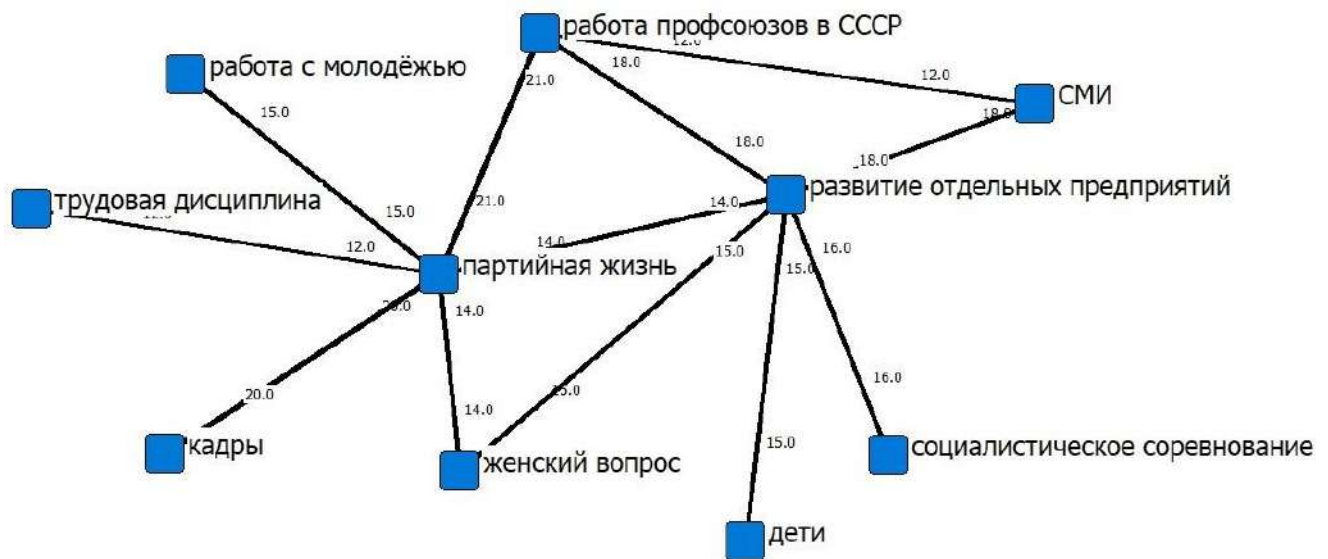 работа профсоюзов в СССР
12.0
работа с молодёжью
21.0
18.0
12.0
СМИ
15.0
18.0
18.0
18.0
трудовая дисциплина
21.0
14.0
развитие отдельных предприятий
12.0
15.0
12.0
14.0
15.0
16.0
партийная жизнь
15.0
20.0
14.0
20.0
15.0
16.0
14.0
кадры
женский вопрос
15.0
социалистическое соревнование
дети